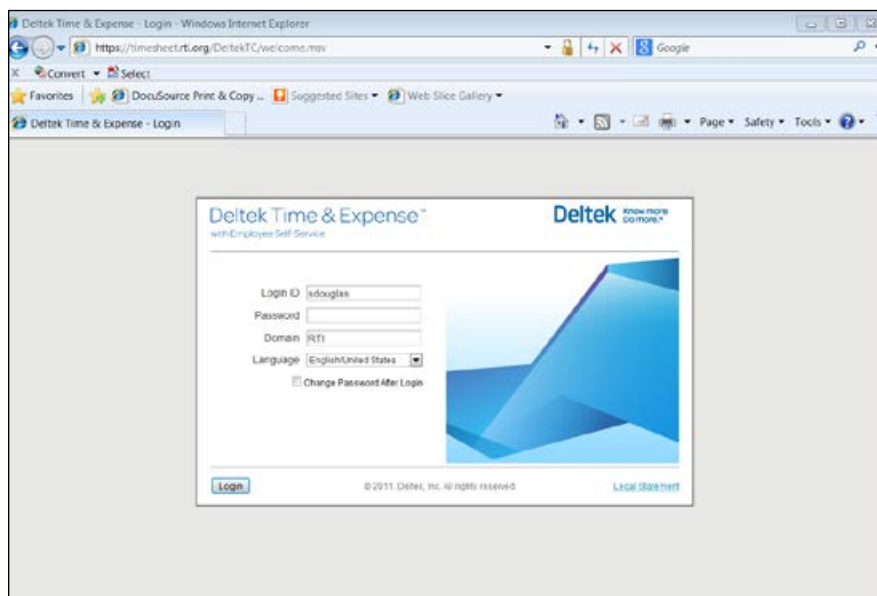 Deltek Time & Expense - Login - Windows Internet Explorer
https://timesheet.rti.org/DeltekTC/welcome.msv
Google
X Convert Select
Favorites DocuSource Print & Copy ... Suggested Sites Web Slice Gallery
Deltek Time & Expense - Login
Page Safety Tools
Deltek Time & Expense™
with Employee Self-Service
Deltek Know more. Do more.™
Login ID sdouglas
Password
Domain RTI
Language English/United States
Change Password After Login
Login
© 2011. Deltek, Inc. All rights reserved
Legal Statement